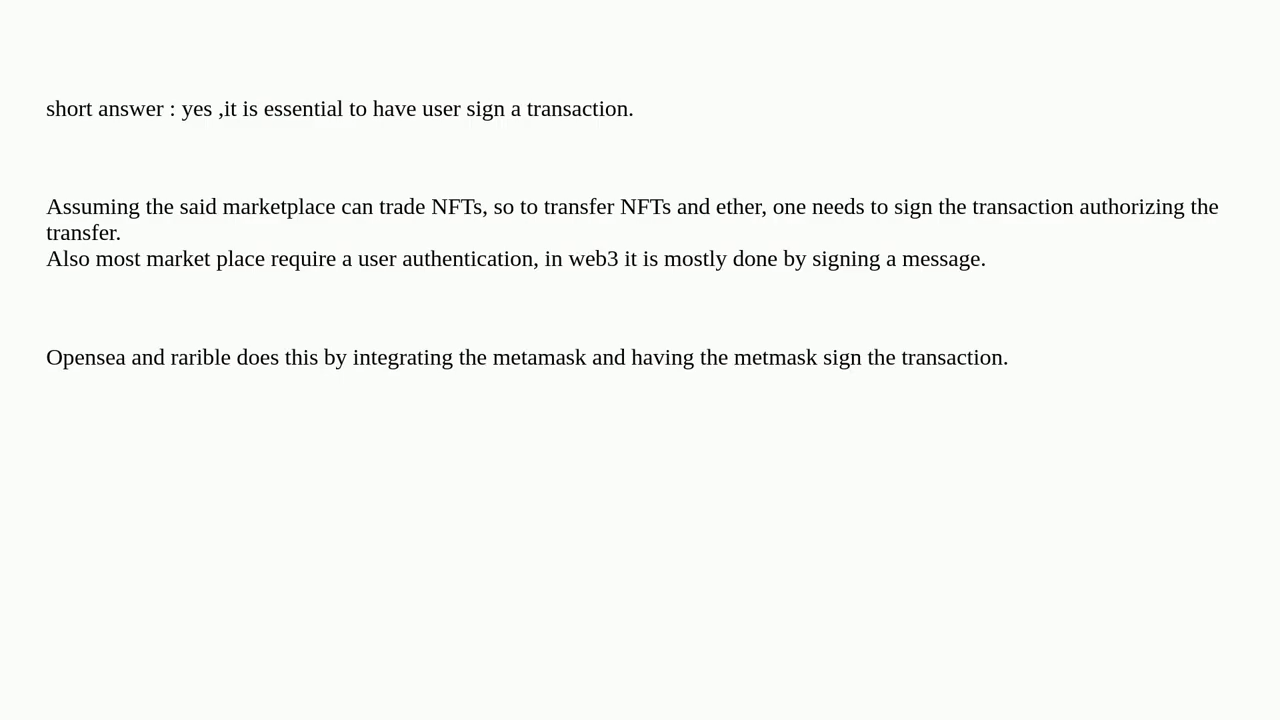 short answer : yes ,it is essential to have user sign a transaction.
Assuming the said marketplace can trade NFTs, so to transfer NFTs and ether, one needs to sign the transaction authorizing the
transfer.
Also most market place require a user authentication, in web3 it is mostly done by signing a message.
Opensea and rarible does this by integrating the metamask and having the metmask sign the transaction.